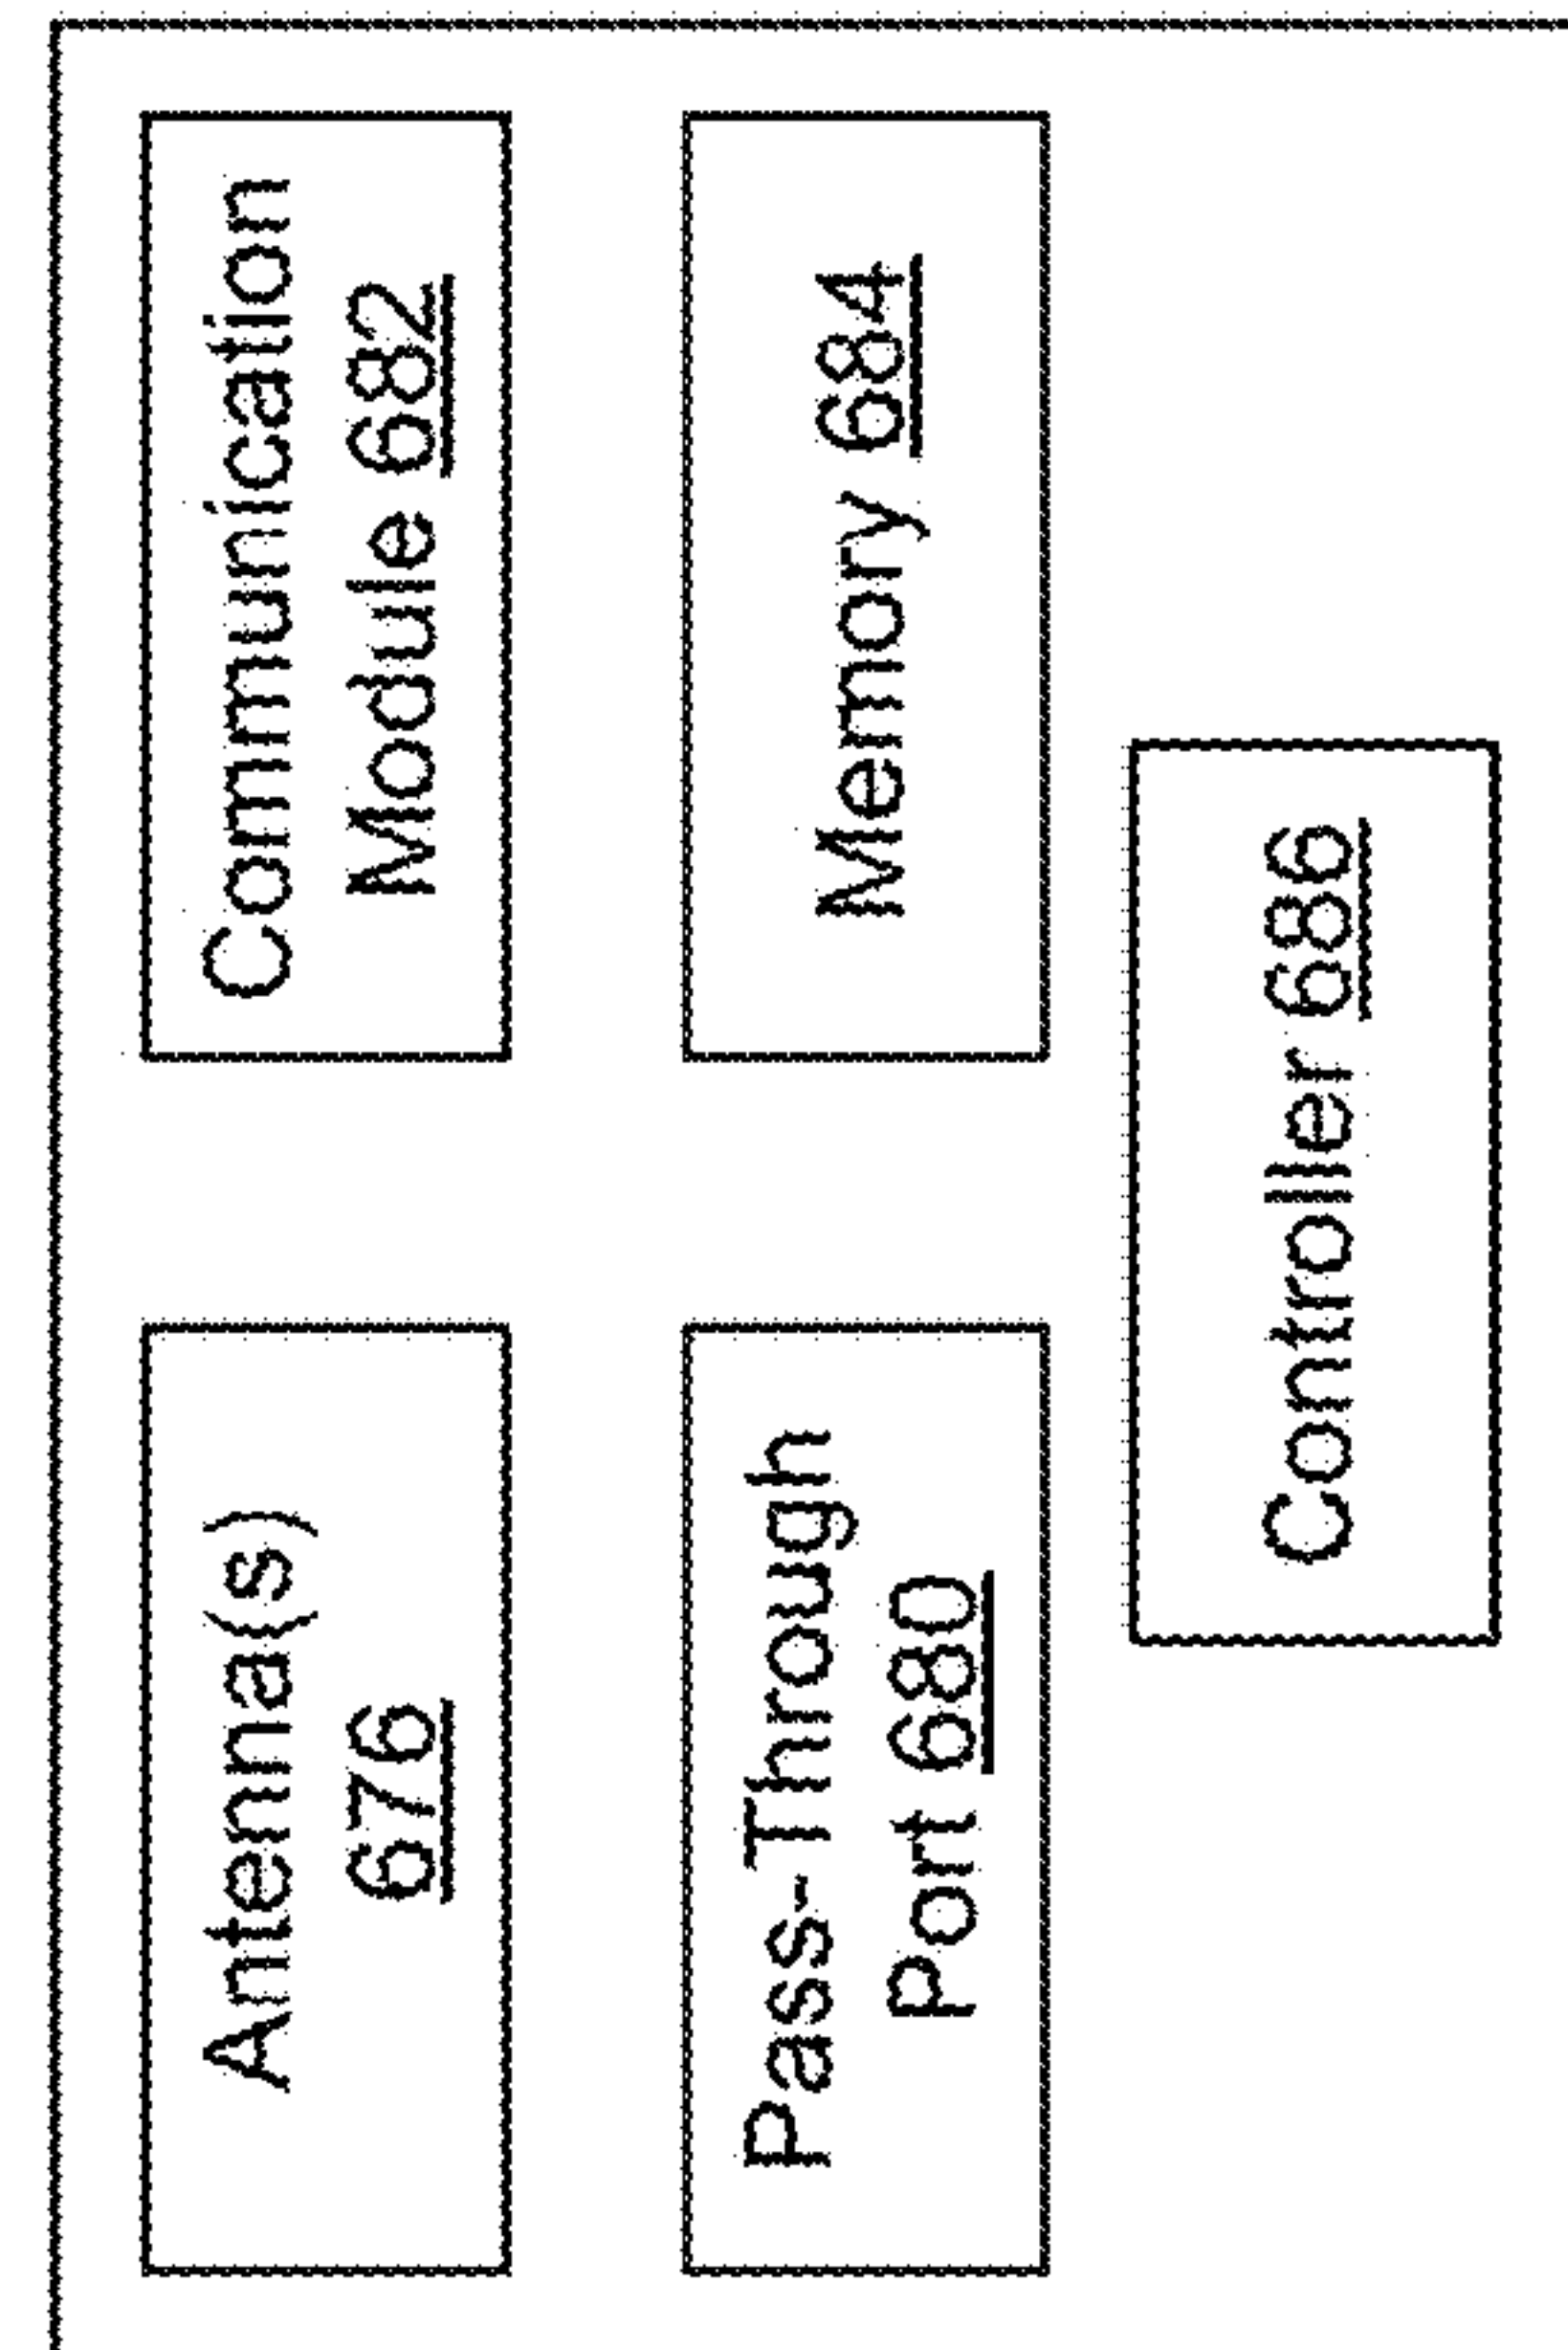 Antenna(s)
676
Communication
Module 682
Pass-Through
Port 680
Memory 684
Controller 686